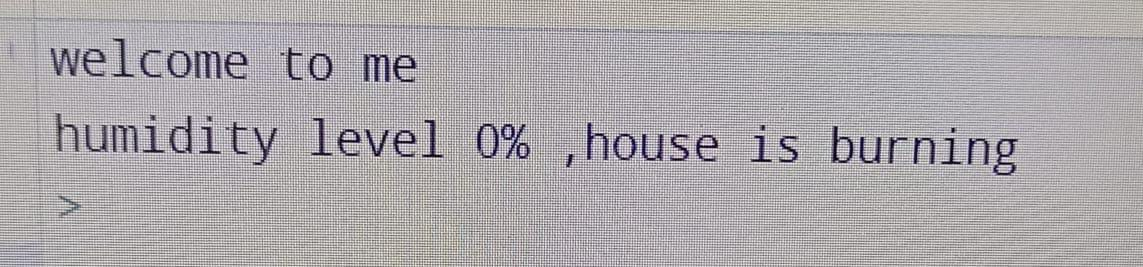 welcome to me
humidity level 0% ,house is burning
>